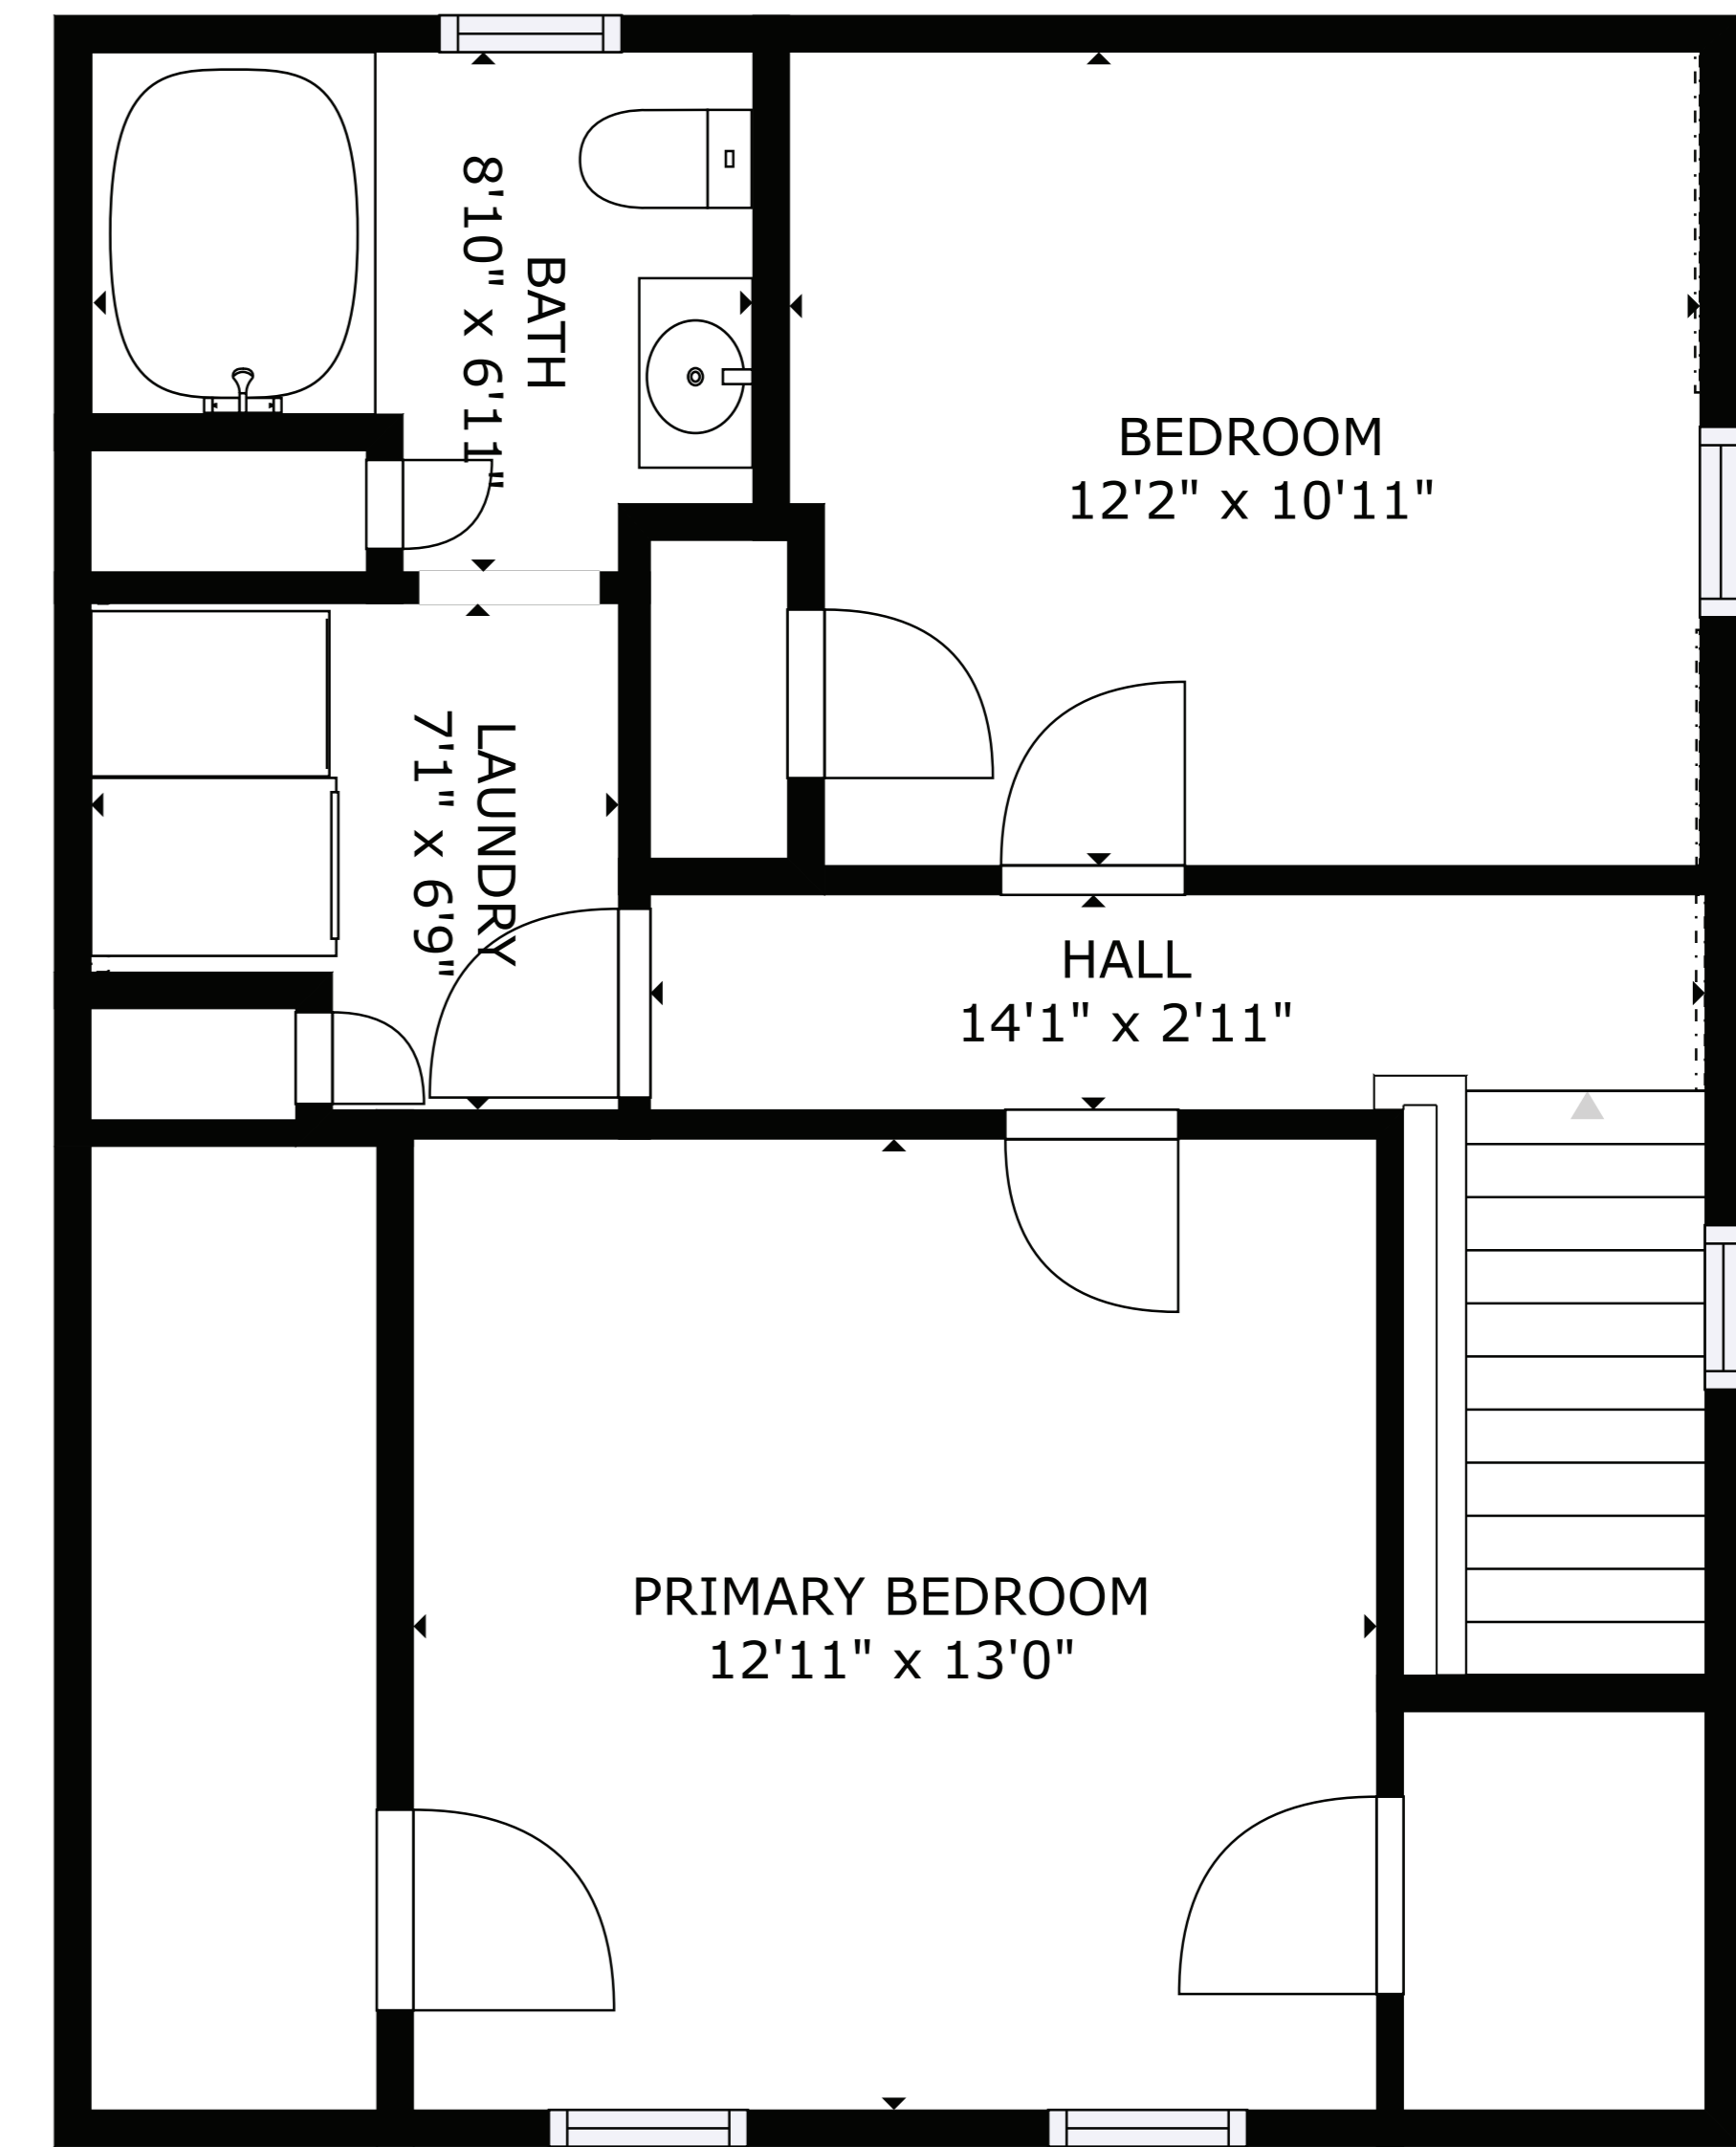 BATH
8'10" x 6'11"
BEDROOM
12'2" x 10'11"
LAUNDRY
7'1" x 6'9"
HALL
14'1" x 2'11"
PRIMARY BEDROOM
12'11" x 13'0"